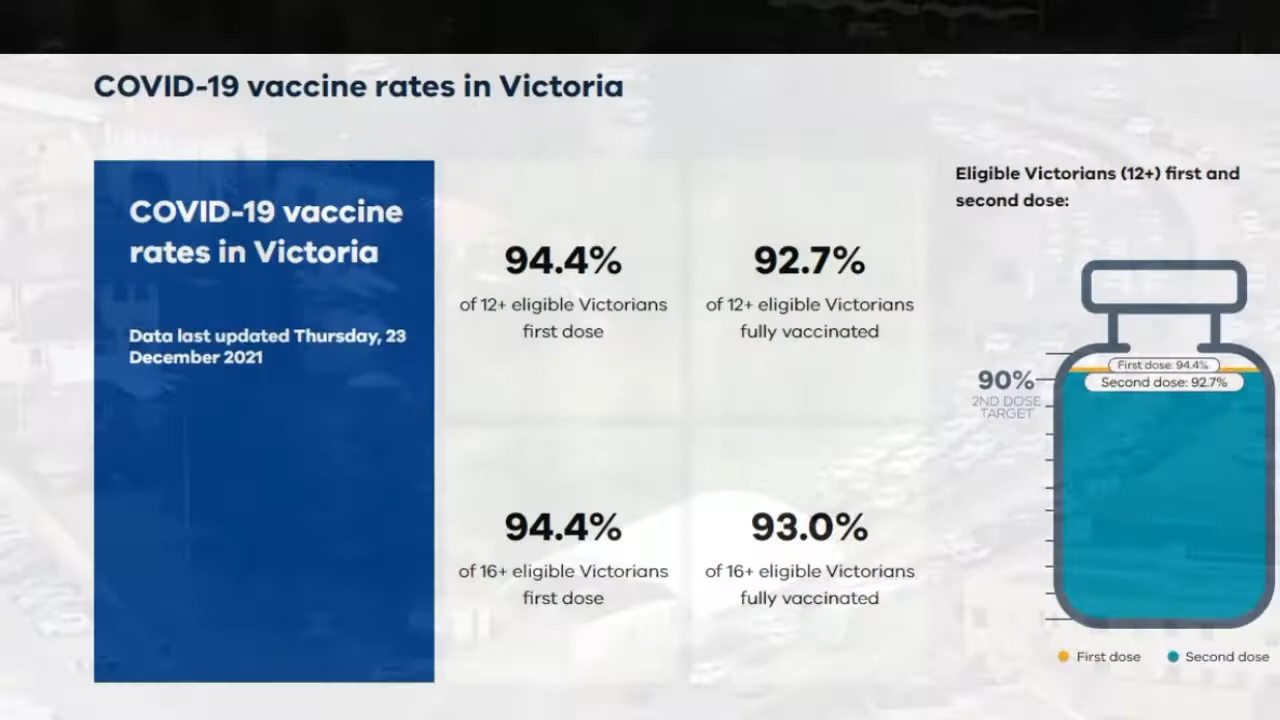 COVID-19 vaccine rates in Victoria
COVID-19 vaccine
rates in Victoria
Data last updated Thursday, 23
December 2021
94.4%
of 12+ eligible Victorians
first dose
92.7%
of 12+ eligible Victorians
fully vaccinated
94.4%
of 16+ eligible Victorians
first dose
93.0%
of 16+ eligible Victorians
fully vaccinated
Eligible Victorians (12+) first and
second dose:
First dose: 94.4%
Second dose: 92.7%
90%
2ND DOSE
TARGET
First dose
Second dose